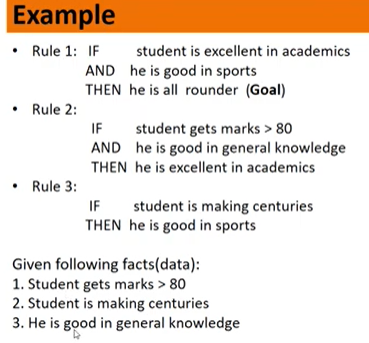 Example
• Rule 1: IF student is excellent in academics
AND he is good in sports
THEN he is all rounder (Goal)
• Rule 2:
IF student gets marks > 80
AND he is good in general knowledge
THEN he is excellent in academics
• Rule 3:
IF student is making centuries
THEN he is good in sports
Given following facts(data):
1. Student gets marks > 80
2. Student is making centuries
3. He is good in general knowledge